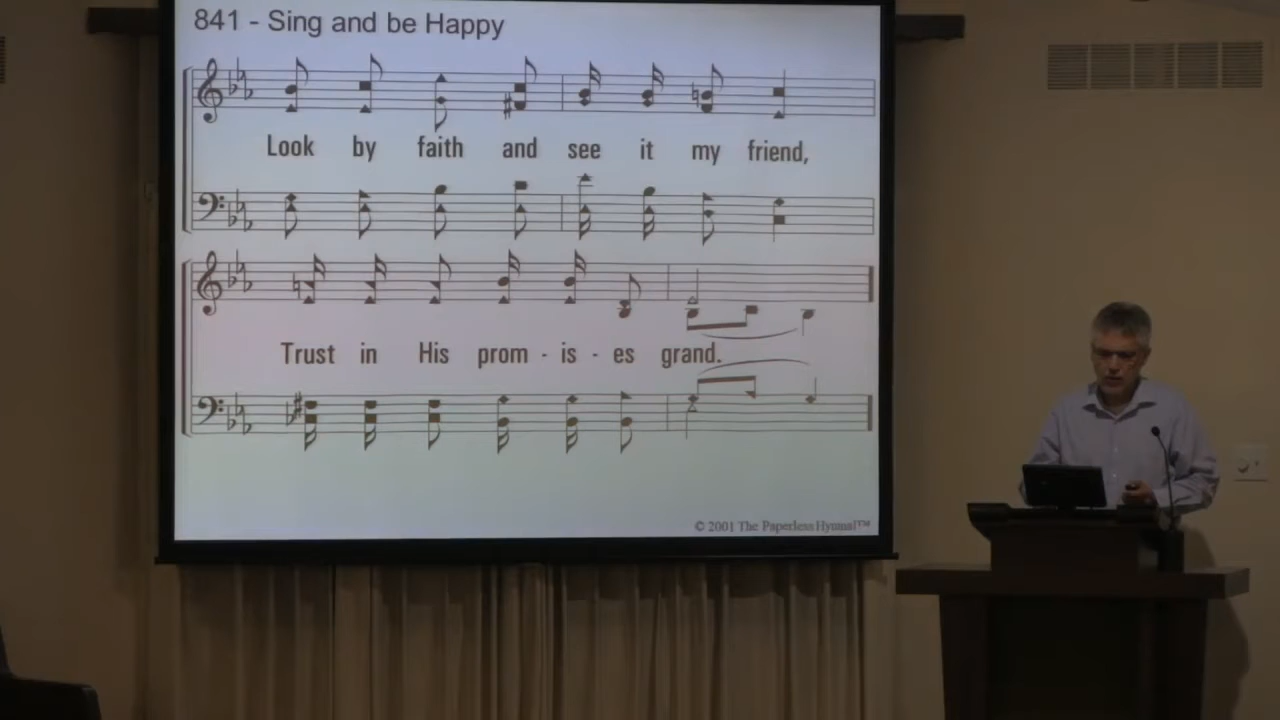 841 - Sing and be Happy
Look by faith and see it my friend,
Trust in His prom - is - es grand.
© 2001 The Paperless Hymnal™